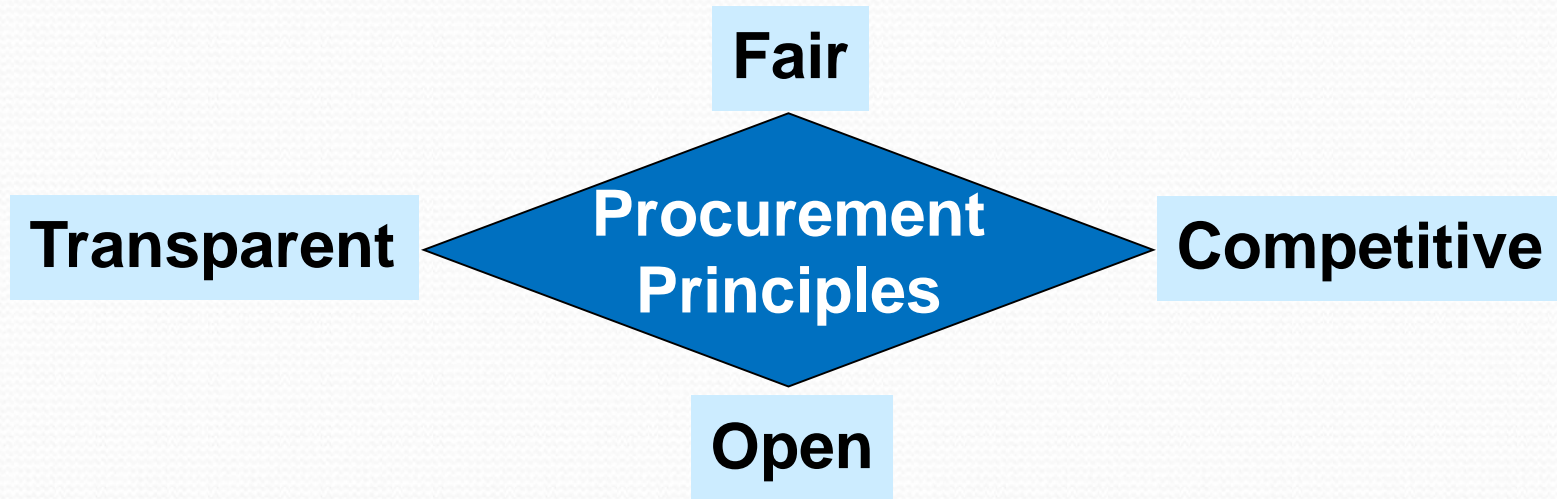 Fair
Procurement
Transparent
Competitive
Principles
Open